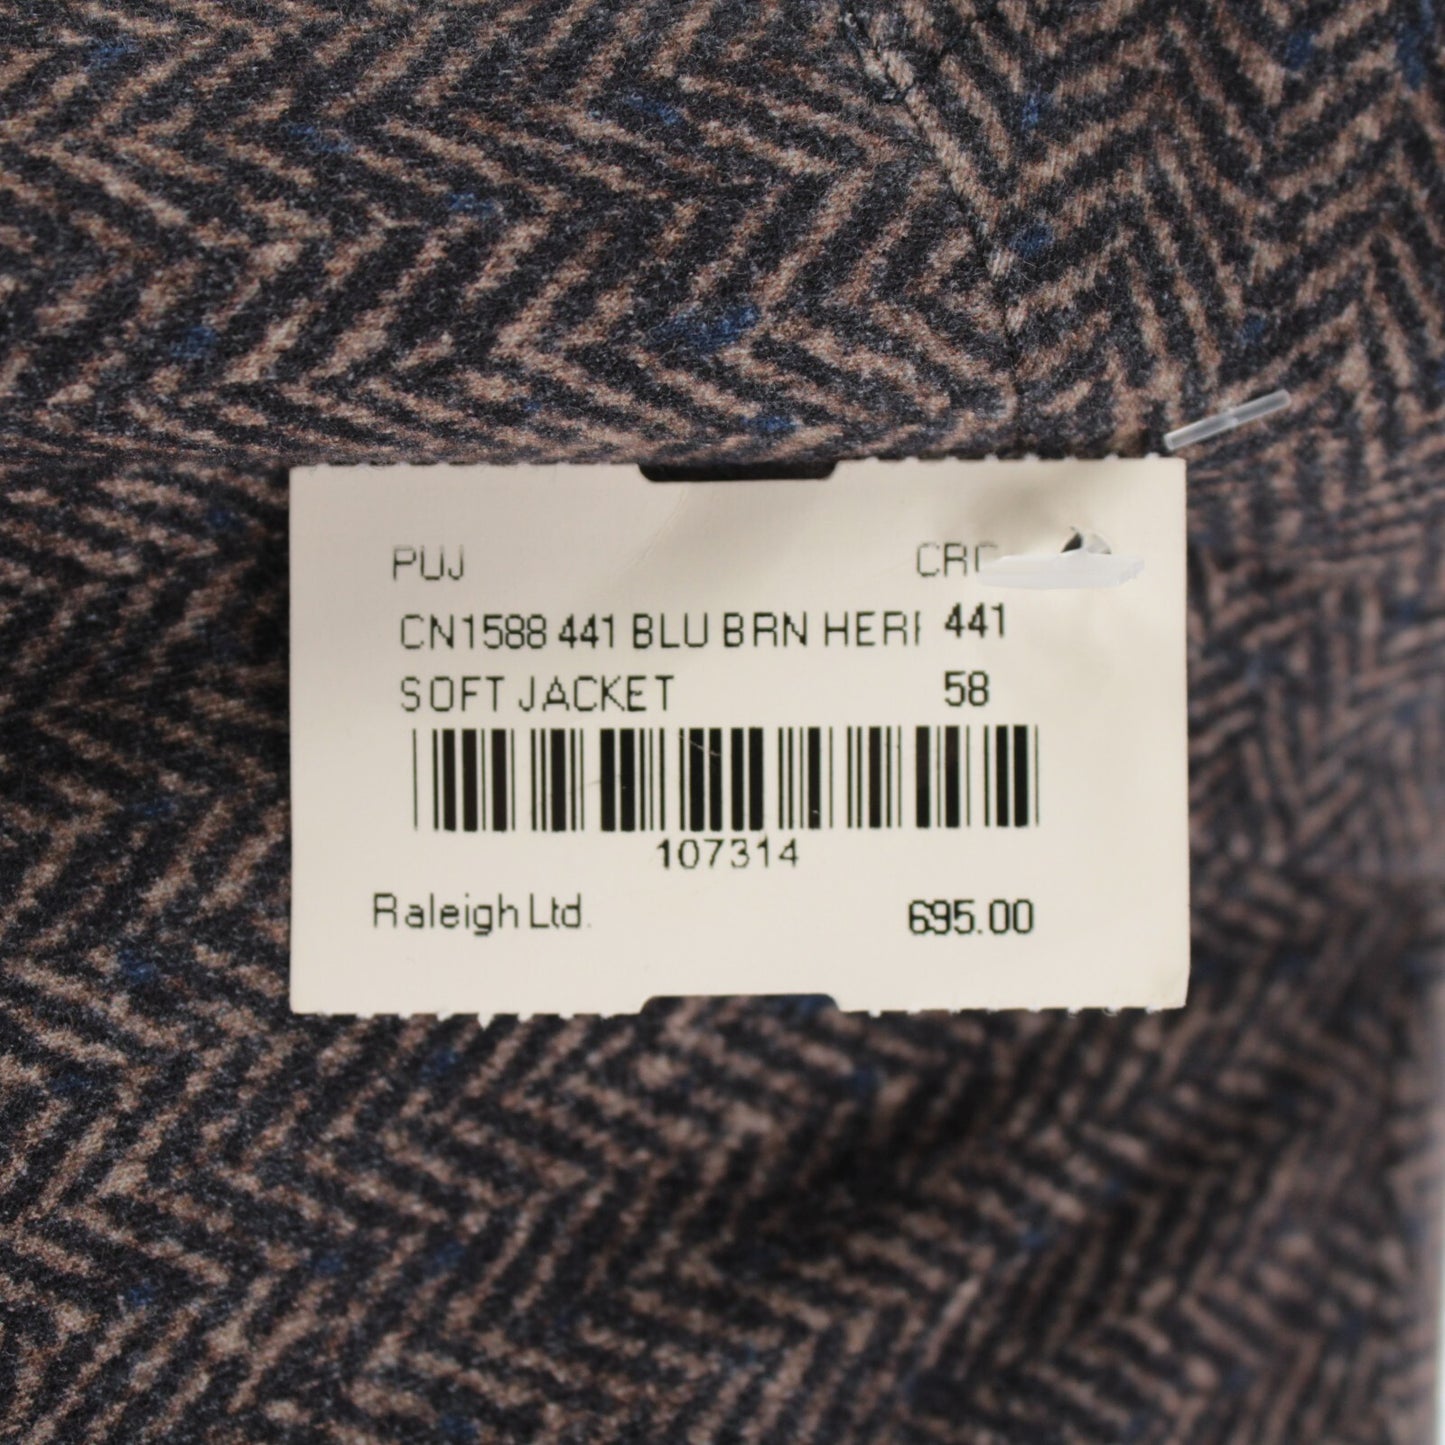 PUJ
CN1588 441 BLU BRN HERI 441
SOFT JACKET 58
107314
Raleigh Ltd. 695.00